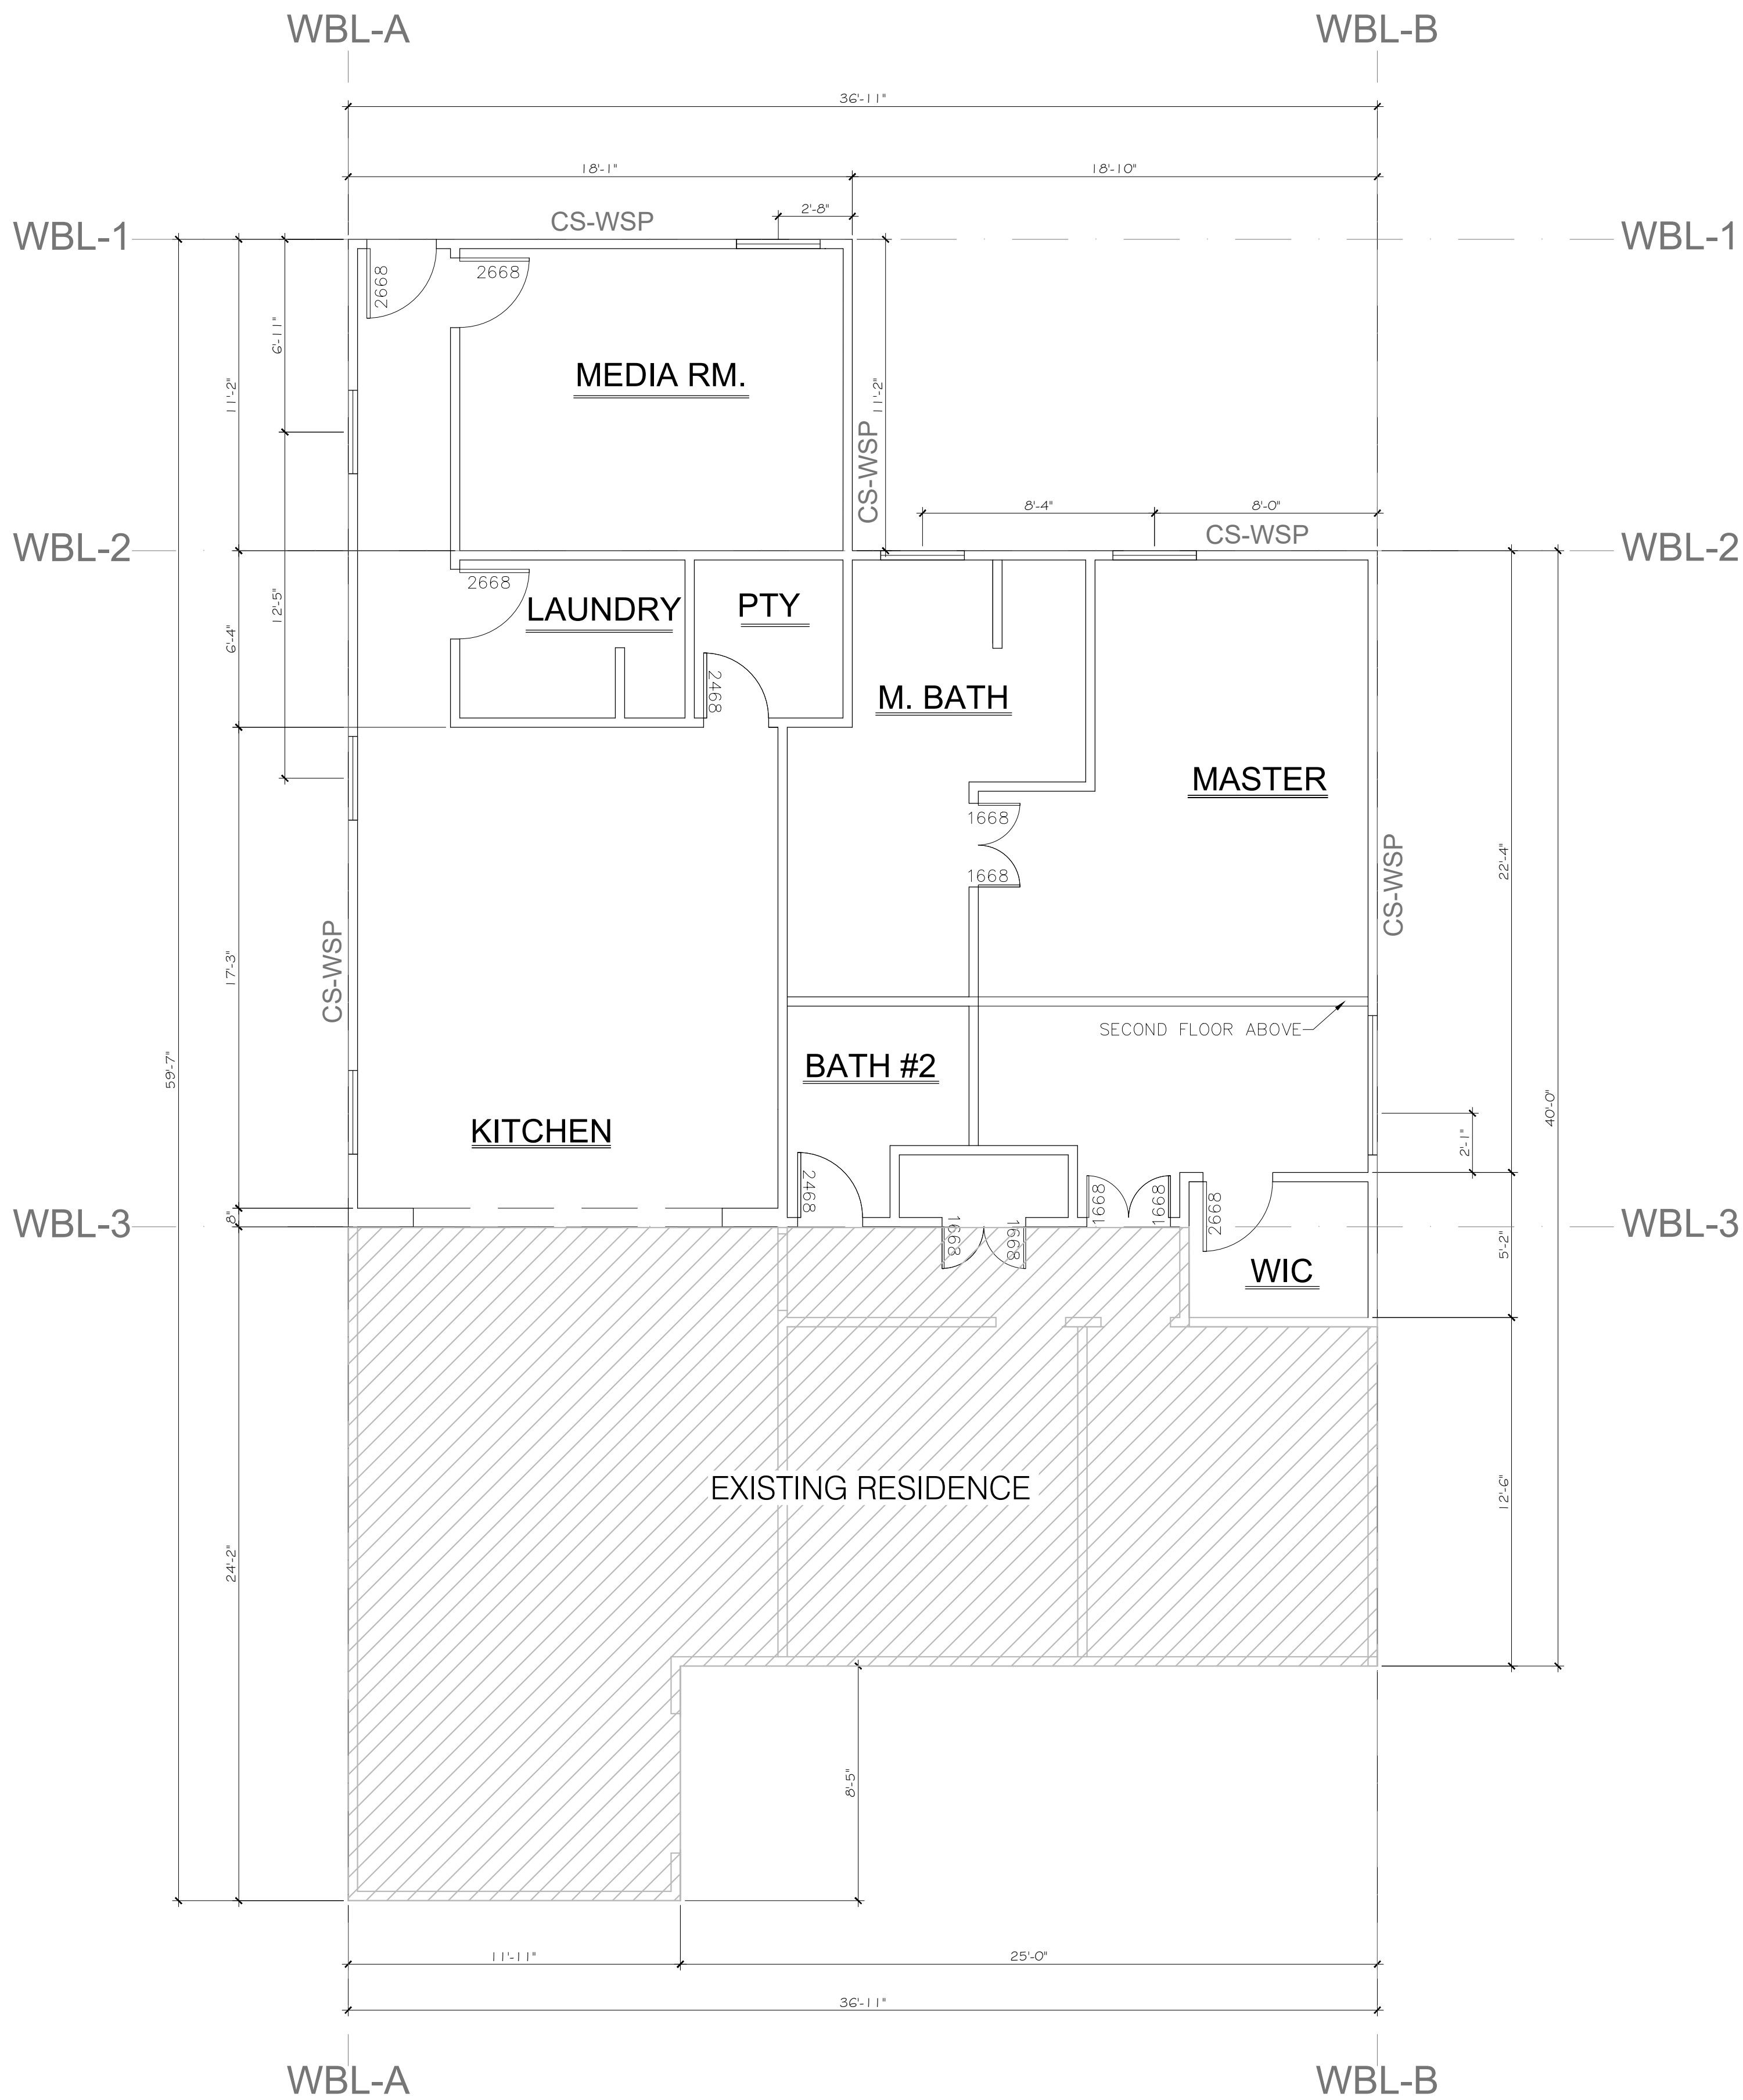 WBL-A
WBL-B
36'-11"
18'-1"
18'-10"
2'-8"
CS-WSP
WBL-1
WBL-1
2668
2668
6'-11"
11'-2"
MEDIA RM.
11'-2"
CS-WSP
8'-4"
8'-0"
CS-WSP
WBL-2
WBL-2
2668
12'-5"
LAUNDRY
PTY
6'-4"
2468
M. BATH
MASTER
1668
1668
22'-4"
CS-WSP
CS-WSP
17'-3"
SECOND FLOOR ABOVE
59'-7"
BATH #2
40'-0"
KITCHEN
2'-1"
2468
1668
1668
2668
8"
WBL-3
WBL-3
1668
1668
5'-2"
WIC
EXISTING RESIDENCE
12'-6"
24'-2"
8'-5"
11'-11"
25'-0"
36'-11"
WBL-A
WBL-B